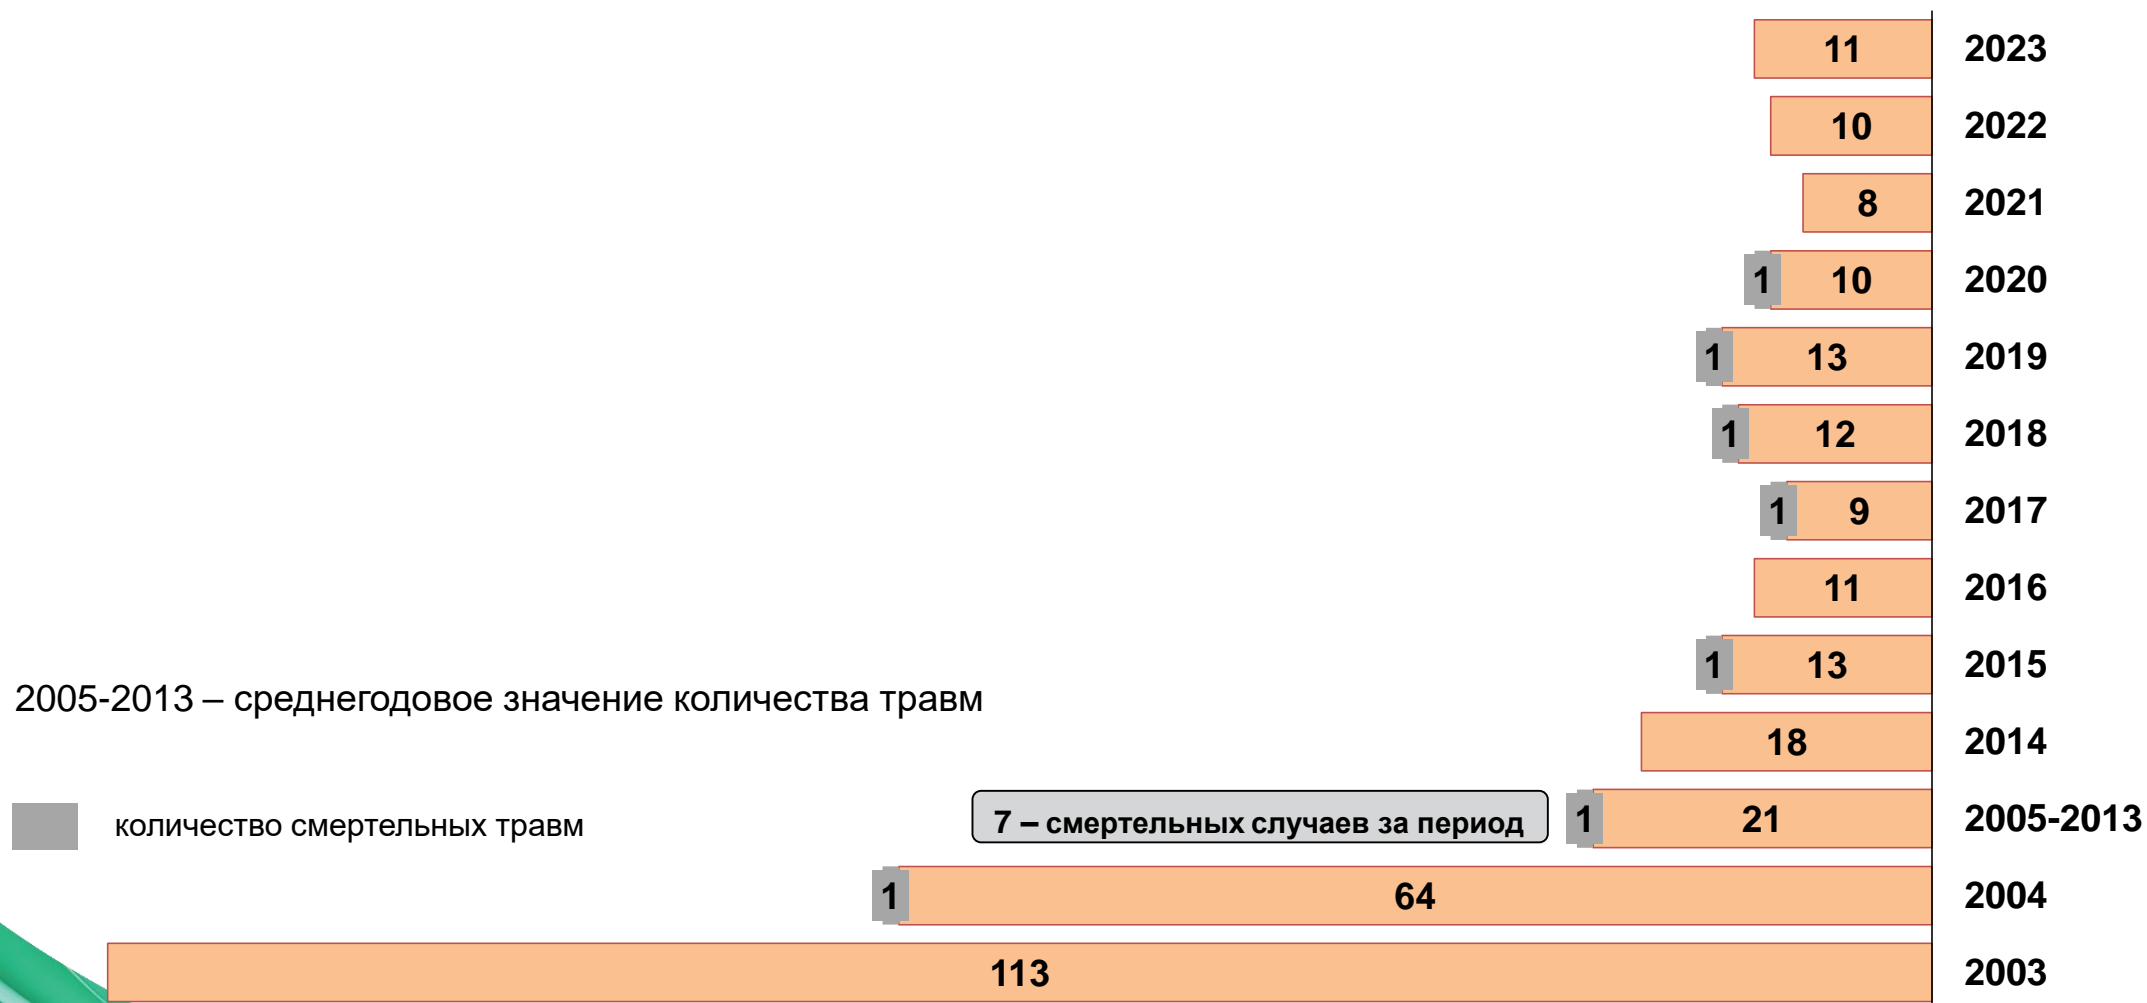 11 2023
10 2022
8 2021
1 10 2020
1 13 2019
1 12 2018
1 9 2017
11 2016
1 13 2015
2005-2013 – среднегодовое значение количества травм
18 2014
количество смертельных травм
7 – смертельных случаев за период 1 21 2005-2013
1 64 2004
113 2003